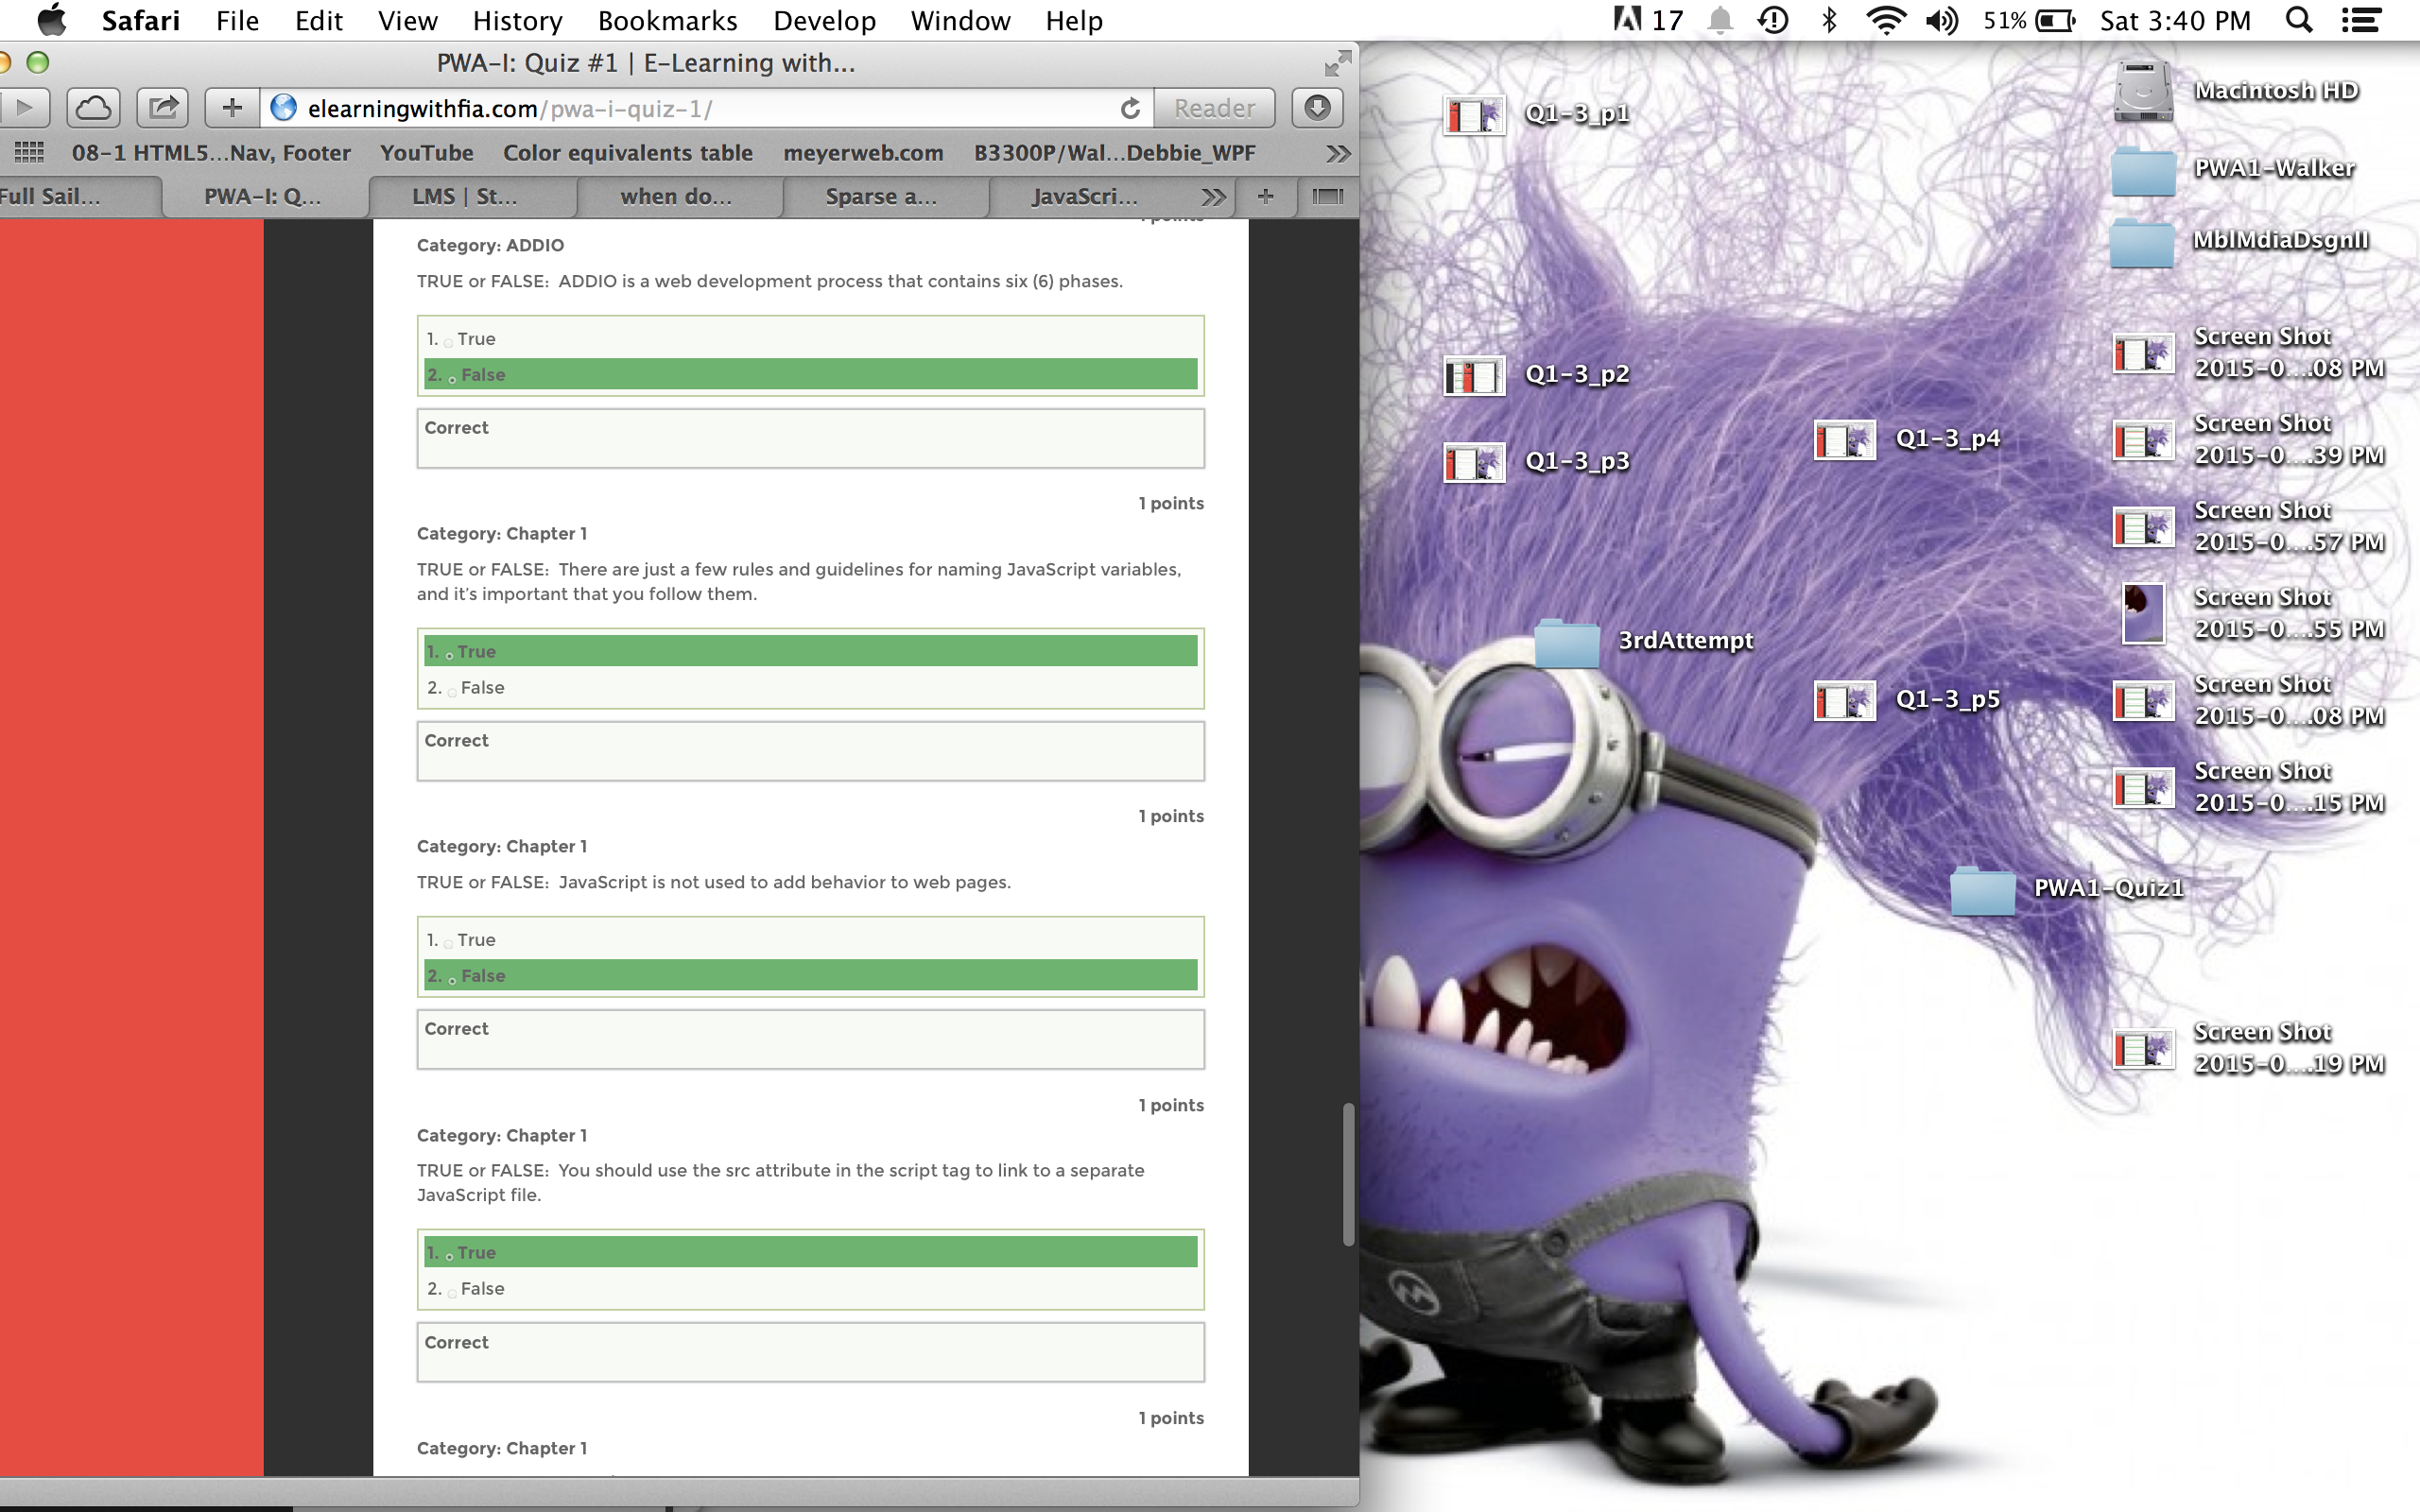 Safari File Edit View History Bookmarks Develop Window Help 17 51% Sat 3:40 PM
PWA-I: Quiz #1 | E-Learning with...
elearningwithfia.com/pwa-i-quiz-1/ Reader
08-1 HTML5...Nav, Footer YouTube Color equivalents table meyerweb.com B3300P/Wal...Debbie_WPF
Full Sail... PWA-I: Q... LMS | St... when do... Sparse a... JavaScri...
1 points
Category: ADDIO
TRUE or FALSE: ADDIO is a web development process that contains six (6) phases.
1. True
2. False
Correct
1 points
Category: Chapter 1
TRUE or FALSE: There are just a few rules and guidelines for naming JavaScript variables,
and it's important that you follow them.
1. True
2. False
Correct
1 points
Category: Chapter 1
TRUE or FALSE: JavaScript is not used to add behavior to web pages.
1. True
2. False
Correct
1 points
Category: Chapter 1
TRUE or FALSE: You should use the src attribute in the script tag to link to a separate
JavaScript file.
1. True
2. False
Correct
1 points
Category: Chapter 1
Q1-3_p1
Q1-3_p2
Q1-3_p3
Q1-3_p4
3rdAttempt
Q1-3_p5
PWA1-Quiz1
Macintosh HD
PWA1-Walker
MblMdiaDsgnII
Screen Shot
2015-0....08 PM
Screen Shot
2015-0....39 PM
Screen Shot
2015-0....57 PM
Screen Shot
2015-0....55 PM
Screen Shot
2015-0....08 PM
Screen Shot
2015-0....15 PM
Screen Shot
2015-0....19 PM